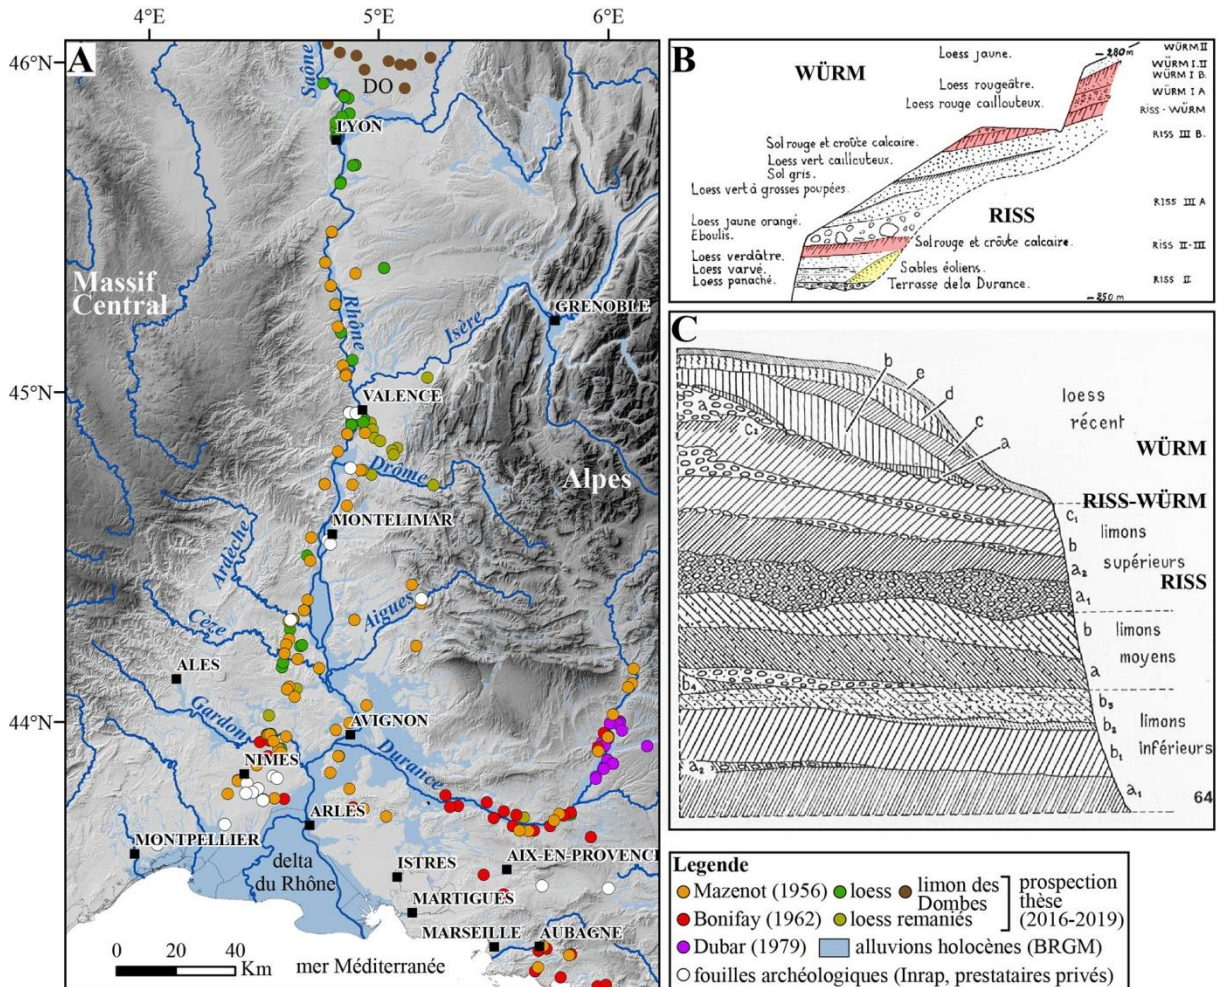 4°E
5°E
6°E
A
46°N
45°N
44°N
Saône
DO
LYON
Massif
Central
Rhône
Isère
GRENOBLE
VALENCE
Drôme
Alpes
MONTELIMAR
Ardèche
Aigues
Cèze
ALES
Gardon
AVIGNON
NIMES
Durance
ARLES
MONTPELLIER
delta
du Rhône
ISTRES
AIX-EN-PROVENCE
MARTIGUES
MARSEILLE
AUBAGNE
0 20 40
Km
mer Méditerranée
B
WÜRM
Loess jaune.
Loess rougeâtre.
Loess rouge caillouteux.
Sol rouge et croûte calcaire.
Loess vert caillouteux.
Sol gris.
Loess vert à grosses poupées.
RISS
Loess jaune orangé.
Eboulis.
Sol rouge et croûte calcaire.
Loess verdâtre.
Loess varvé.
Loess panaché.
Sables éoliens.
Terrasse de la Durance.
280 m
250 m
WÜRM II
WÜRM I.II
WÜRM I B.
WÜRM I A
RISS-WÜRM
RISS III B.
RISS III A
RISS II-III
RISS II
C
b
e
d
c
a
loess
récent
WÜRM
RISS-WÜRM
a
c₂
c₁
limons
b
supérieurs
a₂
RISS
a₁
b
limons
moyens
a
b₄
b₃
b₂
limons
inférieurs
b₁
a₂
a₁
64
Legende
Mazenot (1956)
loess
limon des
Dombes
prospection
thèse
(2016-2019)
Bonifay (1962)
loess remaniés
Dubar (1979)
alluvions holocènes (BRGM)
fouilles archéologiques (Inrap, prestataires privés)